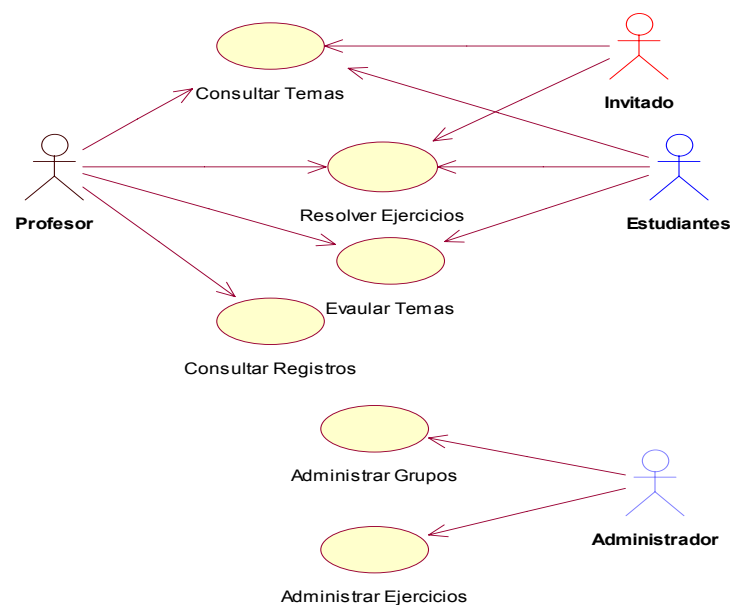 Consultar Temas
Invitado
Profesor
Resolver Ejercicios
Estudiantes
Evaular Temas
Consultar Registros
Administrar Grupos
Administrador
Administrar Ejercicios